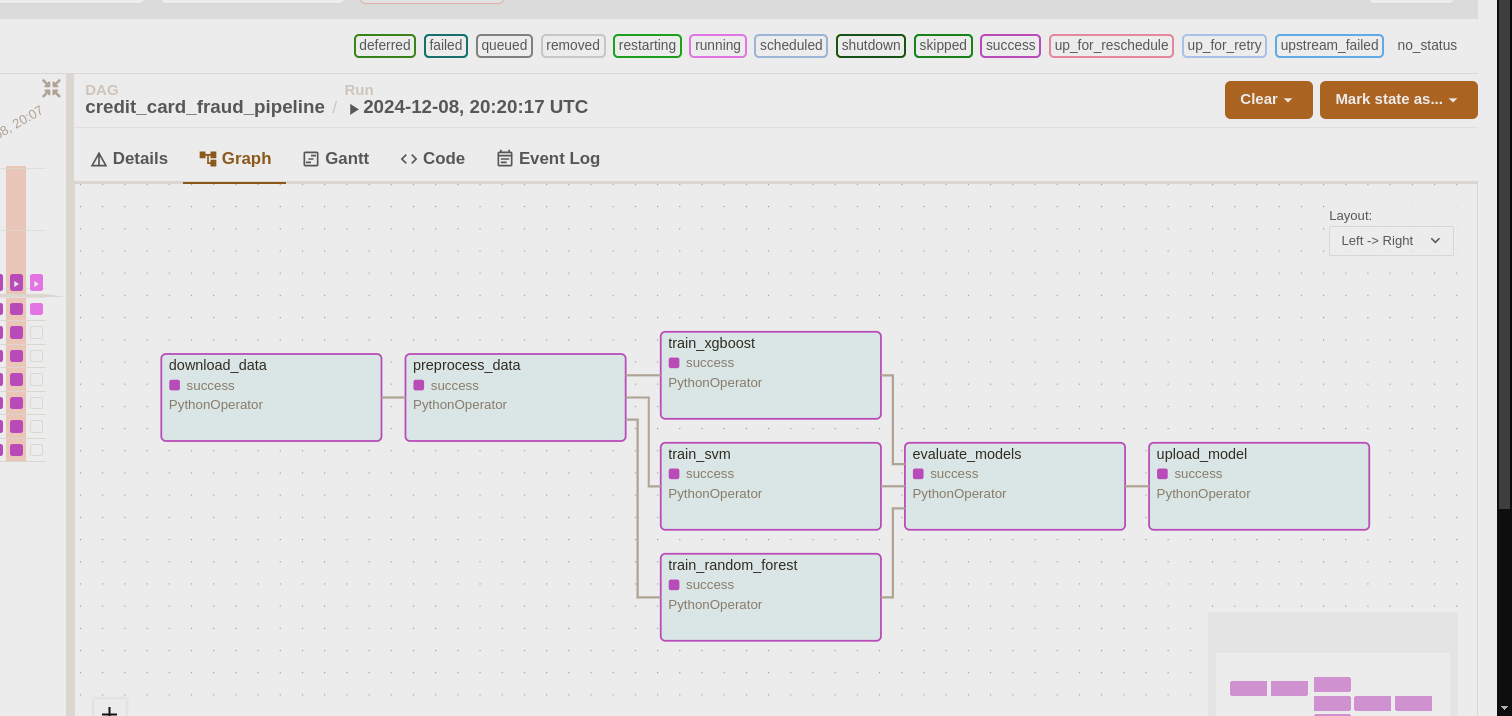 deferred failed queued removed restarting running scheduled shutdown skipped success up_for_reschedule up_for_retry upstream_failed no_status
08, 20:07
DAG
credit_card_fraud_pipeline
/
Run
2024-12-08, 20:20:17 UTC
Clear
Mark state as...
Details
Graph
Gantt
Code
Event Log
Layout:
Left -> Right
download_data
success
PythonOperator
preprocess_data
success
PythonOperator
train_xgboost
success
PythonOperator
train_svm
success
PythonOperator
train_random_forest
success
PythonOperator
evaluate_models
success
PythonOperator
upload_model
success
PythonOperator
+